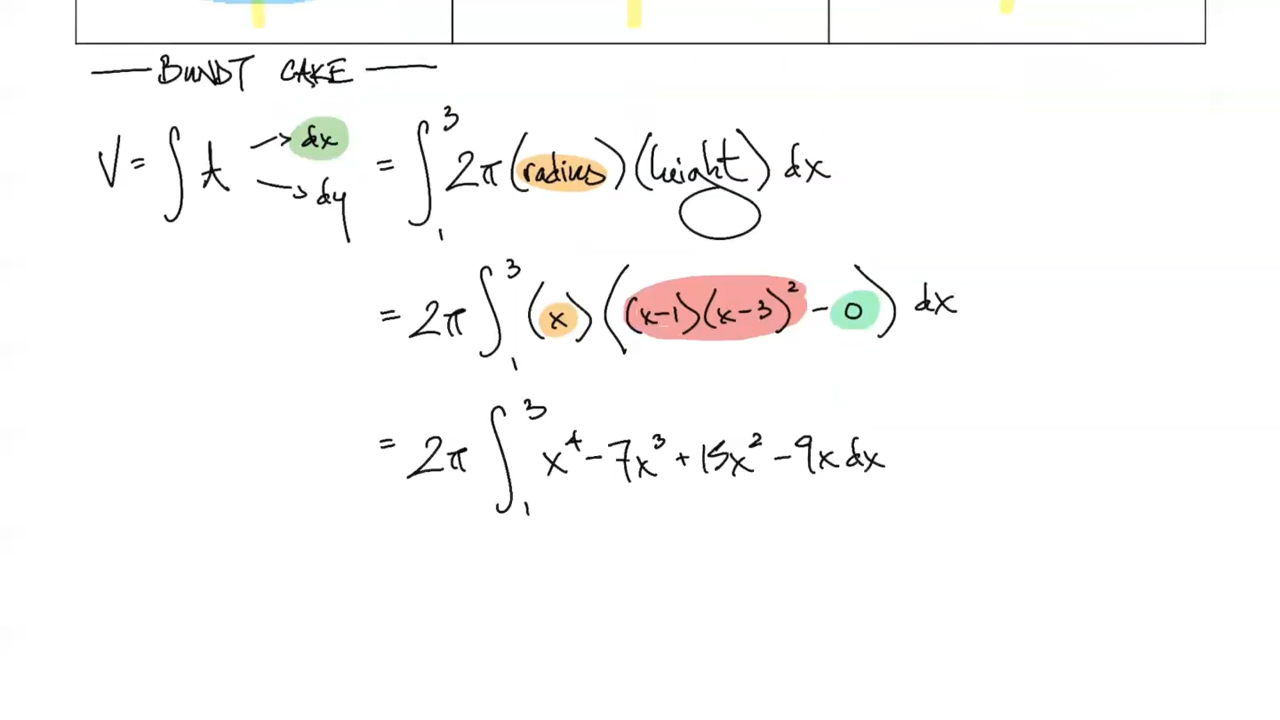 BUNDT CAKE
V = ∫ A → dx → dy = ∫₁³ 2π (radius) (height) dx
= 2π ∫₁³ (x) ((x-1)(x-3)² - 0) dx
= 2π ∫₁³ x⁴ - 7x³ + 15x² - 9x dx